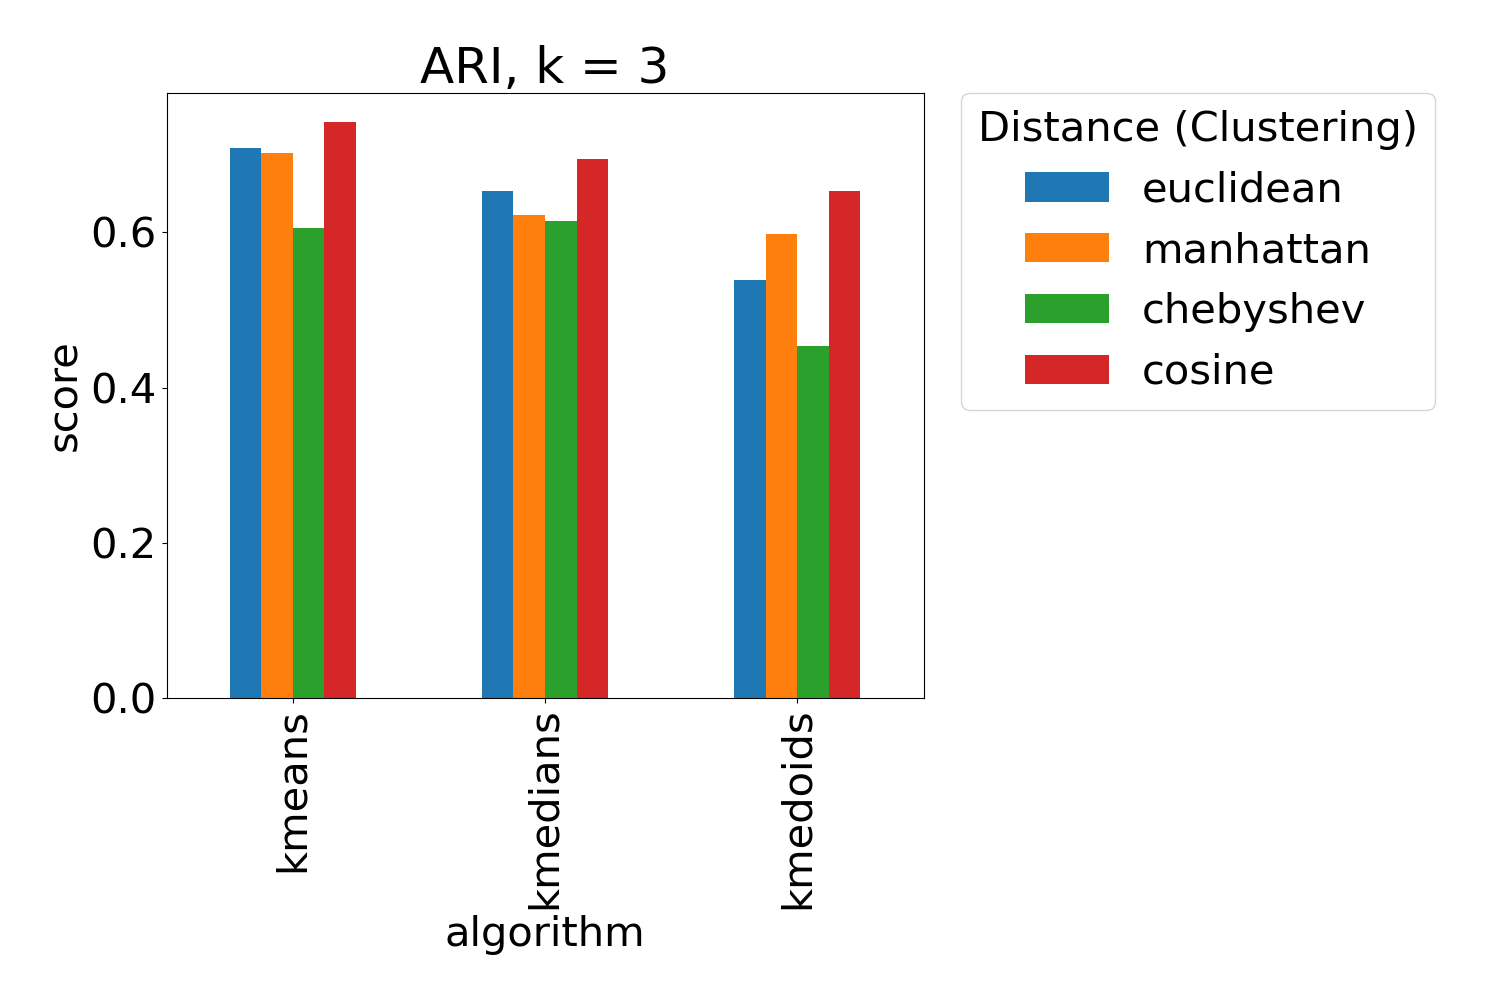 ARI, k = 3
score
0.6
0.4
0.2
0.0
kmeans
kmedians
kmedoids
algorithm
Distance (Clustering)
euclidean
manhattan
chebyshev
cosine